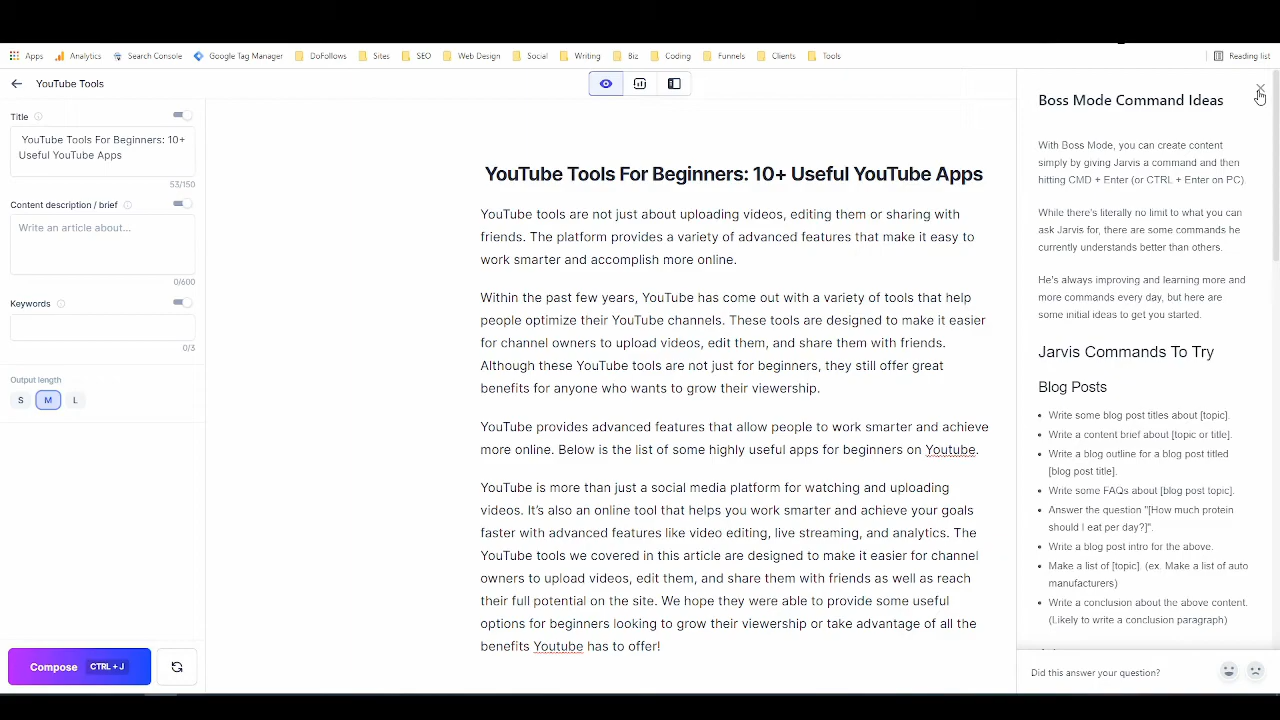 Apps Analytics Search Console Google Tag Manager DoFollows Sites SEO Web Design Social Writing Biz Coding Funnels Clients Tools Reading list
YouTube Tools
Title
YouTube Tools For Beginners: 10+
Useful YouTube Apps
53/150
Content description / brief
Write an article about...
0/600
Keywords
0/3
Output length
S M L
Compose CTRL + J
YouTube Tools For Beginners: 10+ Useful YouTube Apps
YouTube tools are not just about uploading videos, editing them or sharing with
friends. The platform provides a variety of advanced features that make it easy to
work smarter and accomplish more online.
Within the past few years, YouTube has come out with a variety of tools that help
people optimize their YouTube channels. These tools are designed to make it easier
for channel owners to upload videos, edit them, and share them with friends.
Although these YouTube tools are not just for beginners, they still offer great
benefits for anyone who wants to grow their viewership.
YouTube provides advanced features that allow people to work smarter and achieve
more online. Below is the list of some highly useful apps for beginners on Youtube.
YouTube is more than just a social media platform for watching and uploading
videos. It's also an online tool that helps you work smarter and achieve your goals
faster with advanced features like video editing, live streaming, and analytics. The
YouTube tools we covered in this article are designed to make it easier for channel
owners to upload videos, edit them, and share them with friends as well as reach
their full potential on the site. We hope they were able to provide some useful
options for beginners looking to grow their viewership or take advantage of all the
benefits Youtube has to offer!
Boss Mode Command Ideas
With Boss Mode, you can create content
simply by giving Jarvis a command and then
hitting CMD + Enter (or CTRL + Enter on PC).
While there's literally no limit to what you can
ask Jarvis for, there are some commands he
currently understands better than others.
He's always improving and learning more and
more commands every day, but here are
some initial ideas to get you started.
Jarvis Commands To Try
Blog Posts
• Write some blog post titles about [topic].
• Write a content brief about [topic or title].
• Write a blog outline for a blog post titled
[blog post title].
• Write some FAQs about [blog post topic].
• Answer the question "[How much protein
should I eat per day?]".
• Write a blog post intro for the above.
• Make a list of [topic]. (ex. Make a list of auto
manufacturers)
• Write a conclusion about the above content.
(Likely to write a conclusion paragraph)
Did this answer your question?